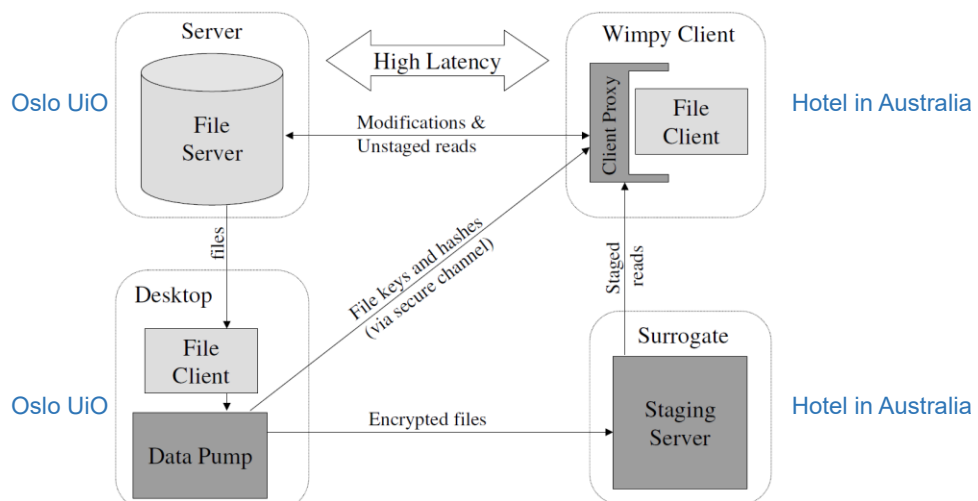 Server
Wimpy Client
High Latency
Oslo UiO
Hotel in Australia
File
Server
Modifications &
Unstaged reads
Client Proxy
File
Client
files
File keys and hashes
(via secure channel)
Staged
reads
Desktop
Surrogate
File
Client
Oslo UiO
Hotel in Australia
Encrypted files
Staging
Server
Data Pump